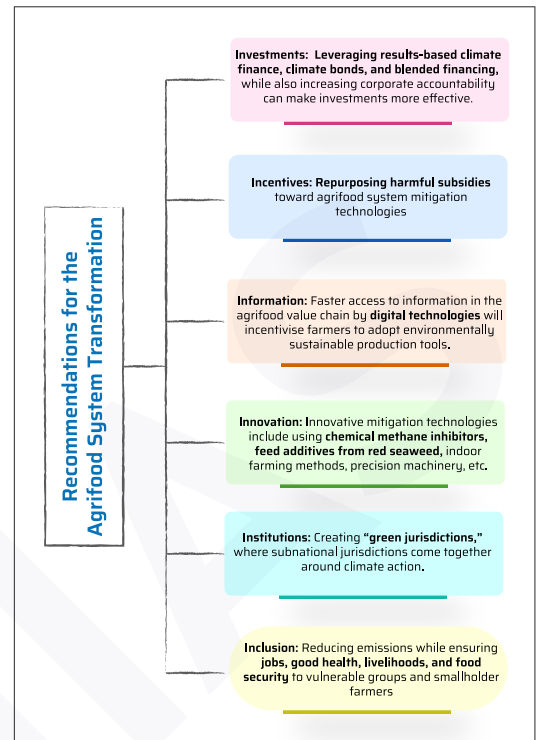 Recommendations for the
Agrifood System Transformation
Investments: Leveraging results-based climate
finance, climate bonds, and blended financing,
while also increasing corporate accountability
can make investments more effective.
Incentives: Repurposing harmful subsidies
toward agrifood system mitigation
technologies
Information: Faster access to information in the
agrifood value chain by digital technologies will
incentivise farmers to adopt environmentally
sustainable production tools.
Innovation: Innovative mitigation technologies
include using chemical methane inhibitors,
feed additives from red seaweed, indoor
farming methods, precision machinery, etc.
Institutions: Creating “green jurisdictions,”
where subnational jurisdictions come together
around climate action.
Inclusion: Reducing emissions while ensuring
jobs, good health, livelihoods, and food
security to vulnerable groups and smallholder
farmers